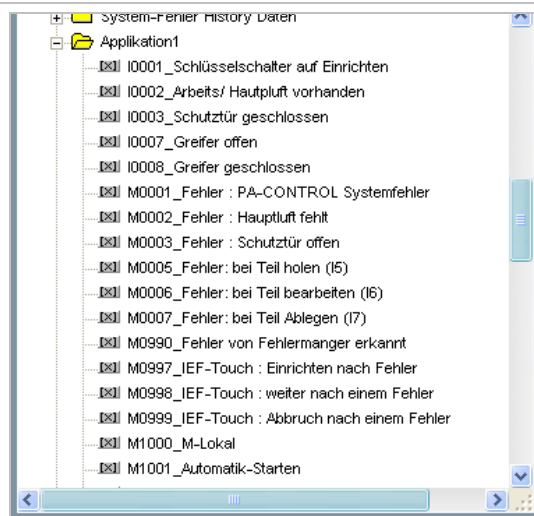 System-Fehler History Daten
Applikation1
I0001_Schlüsselschalter auf Einrichten
I0002_Arbeits/ Hautpluft vorhanden
I0003_Schutztür geschlossen
I0007_Greifer offen
I0008_Greifer geschlossen
M0001_Fehler : PA-CONTROL Systemfehler
M0002_Fehler : Hauptluft fehlt
M0003_Fehler : Schutztür offen
M0005_Fehler: bei Teil holen (I5)
M0006_Fehler: bei Teil bearbeiten (I6)
M0007_Fehler: bei Teil Ablegen (I7)
M0990_Fehler von Fehlermanger erkannt
M0997_IEF-Touch : Einrichten nach Fehler
M0998_IEF-Touch : weiter nach einem Fehler
M0999_IEF-Touch : Abbruch nach einem Fehler
M1000_M-Lokal
M1001_Automatik-Starten